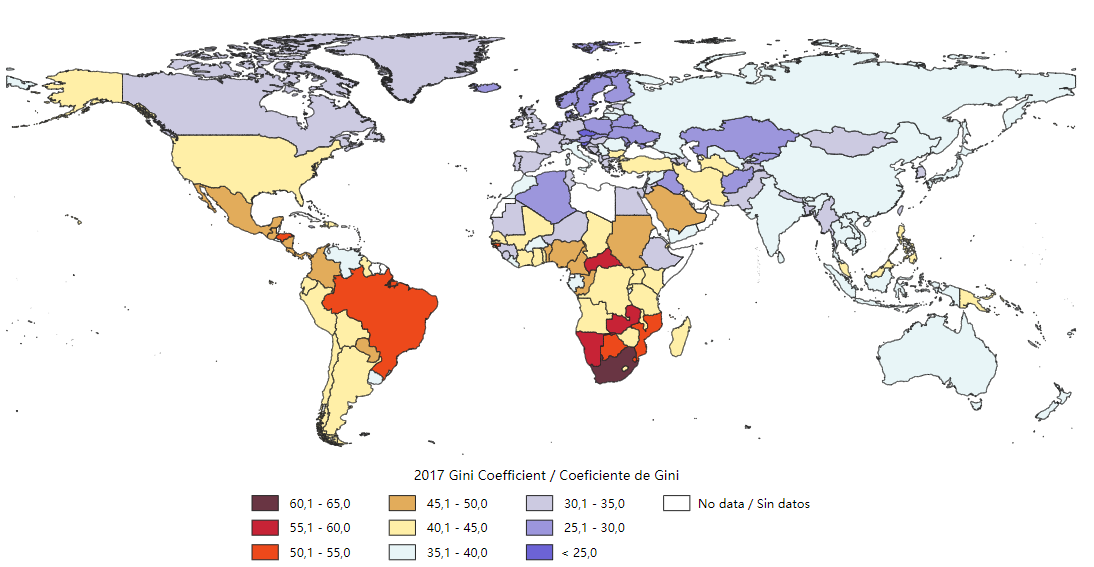 2017 Gini Coefficient / Coeficiente de Gini
60,1 - 65,0
45,1 - 50,0
30,1 - 35,0
No data / Sin datos
55,1 - 60,0
40,1 - 45,0
25,1 - 30,0
50,1 - 55,0
35,1 - 40,0
< 25,0